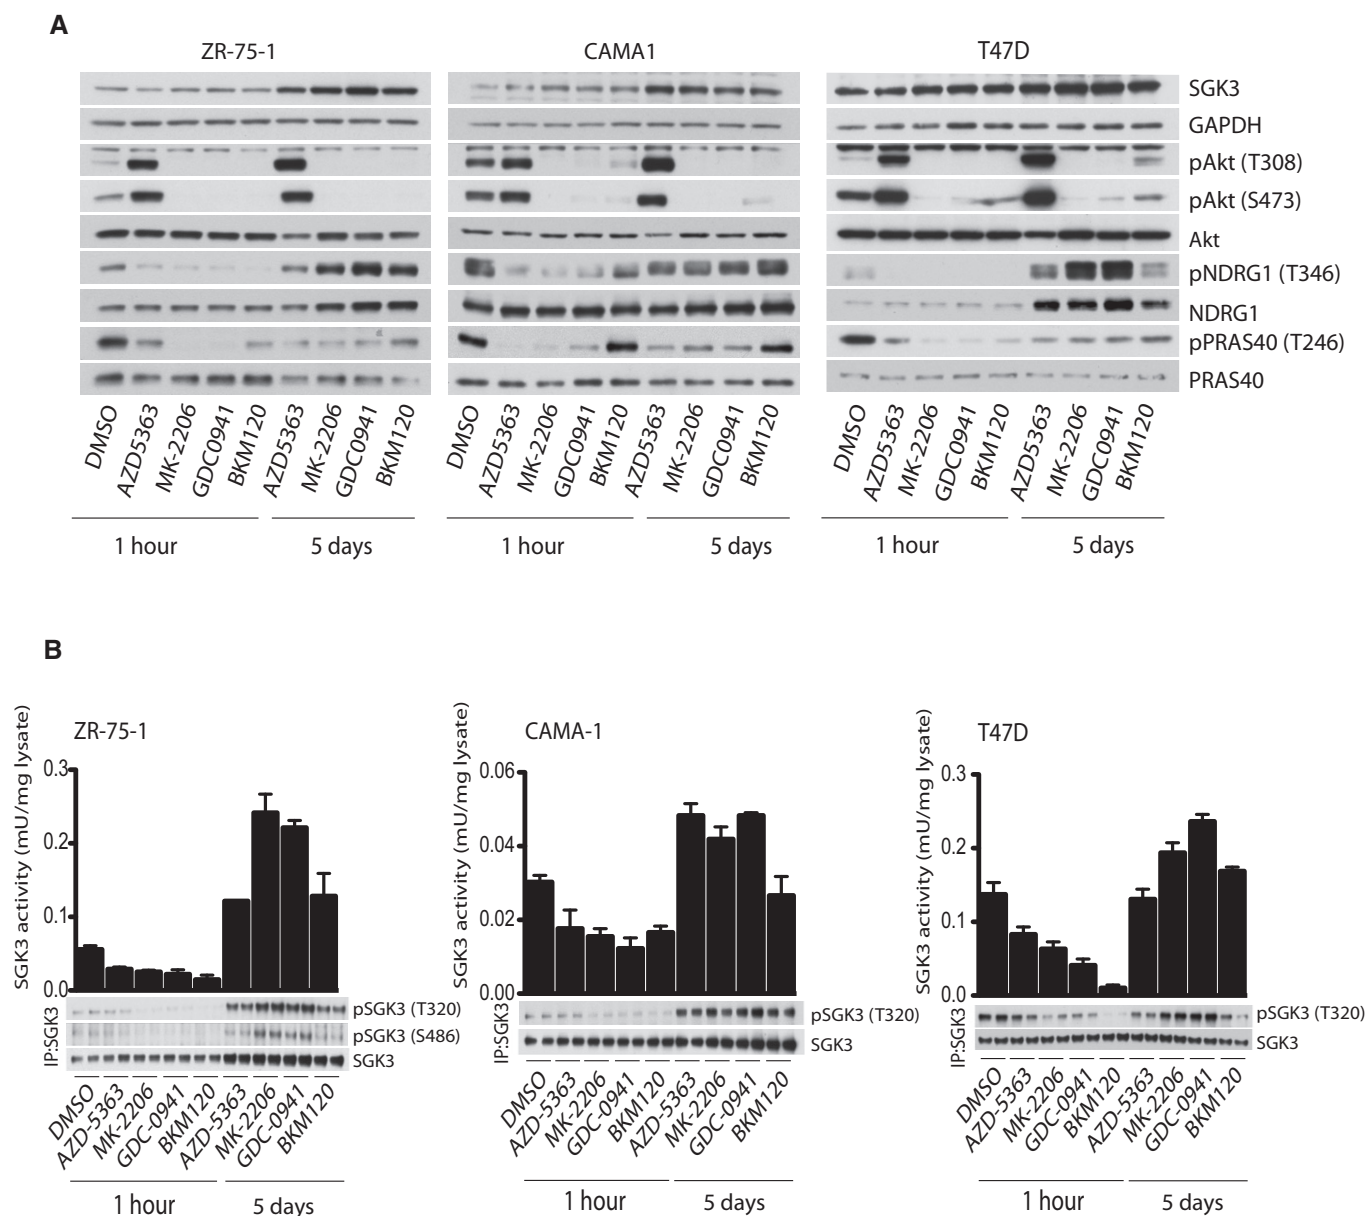 A
ZR-75-1
CAMA1
T47D
SGK3
GAPDH
pAkt (T308)
pAkt (S473)
Akt
pNDRG1 (T346)
NDRG1
pPRAS40 (T246)
PRAS40
DMSO AZD5363 MK-2206 GDC0941 BKM120 AZD5363 MK-2206 GDC0941 BKM120
DMSO AZD5363 MK-2206 GDC0941 BKM120 AZD5363 MK-2206 GDC0941 BKM120
DMSO AZD5363 MK-2206 GDC0941 BKM120 AZD5363 MK-2206 GDC0941 BKM120
1 hour 5 days
1 hour 5 days
1 hour 5 days
B
ZR-75-1
SGK3 activity (mU/mg lysate)
0.3
0.2
0.1
0.0
IP:SGK3
pSGK3 (T320)
pSGK3 (S486)
SGK3
DMSO AZD-5363 MK-2206 GDC-0941 BKM120 AZD-5363 MK-2206 GDC-0941 BKM120
1 hour 5 days
CAMA-1
SGK3 activity (mU/mg lysate)
0.06
0.04
0.02
0.00
IP:SGK3
pSGK3 (T320)
SGK3
DMSO AZD-5363 MK-2206 GDC-0941 BKM120 AZD-5363 MK-2206 GDC-0941 BKM120
1 hour 5 days
T47D
SGK3 activity (mU/mg lysate)
0.3
0.2
0.1
0.0
IP:SGK3
pSGK3 (T320)
SGK3
DMSO AZD-5363 MK-2206 GDC-0941 BKM120 AZD-5363 MK-2206 GDC-0941 BKM120
1 hour 5 days